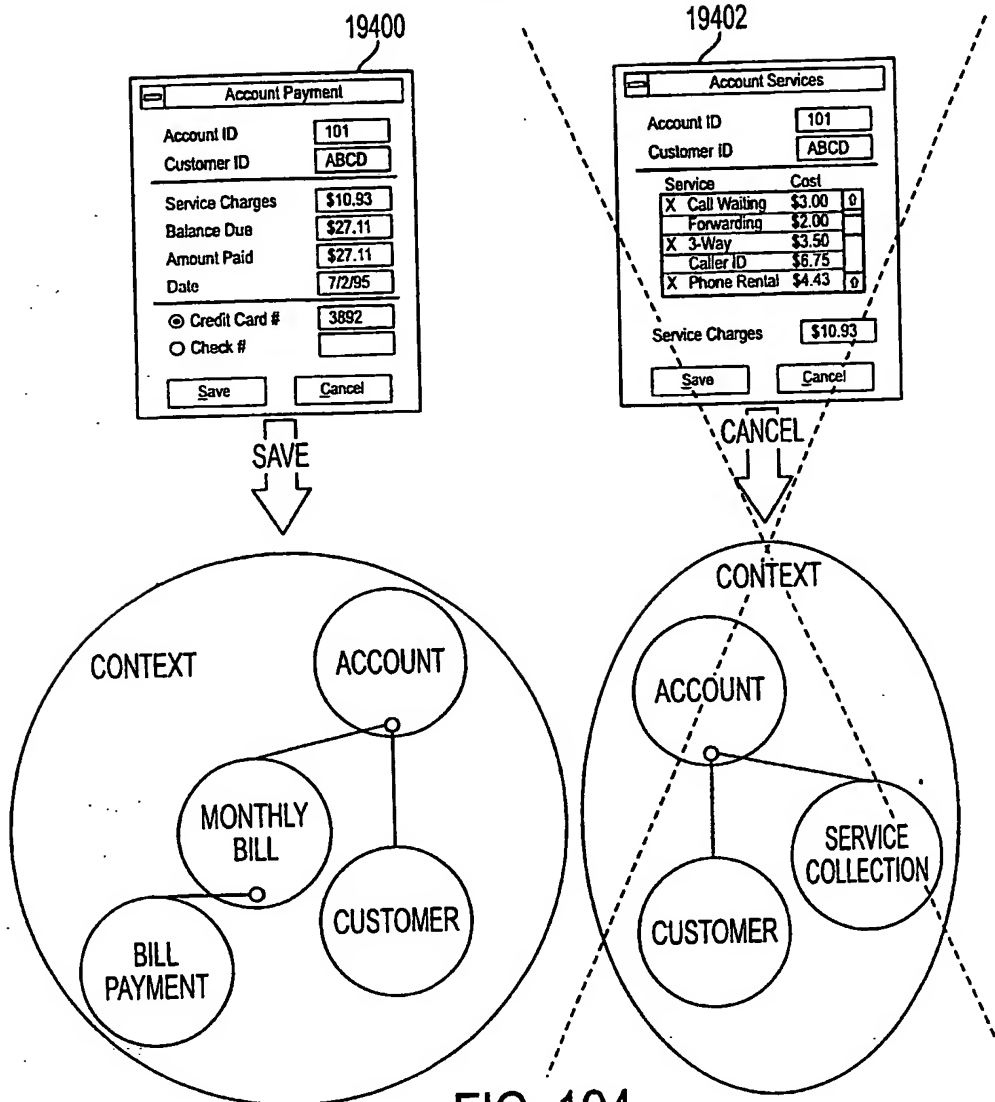 19400
Account Payment
Account ID 101
Customer ID ABCD
Service Charges $10.93
Balance Due $27.11
Amount Paid $27.11
Date 7/2/95
Credit Card # 3892
Check #
Save Cancel
SAVE
CONTEXT
ACCOUNT
MONTHLY
BILL
CUSTOMER
BILL
PAYMENT
19402
Account Services
Account ID 101
Customer ID ABCD
Service Cost
X Call Waiting $3.00
Forwarding $2.00
X 3-Way $3.50
Caller ID $6.75
X Phone Rental $4.43
Service Charges $10.93
Save Cancel
CANCEL
CONTEXT
ACCOUNT
SERVICE
COLLECTION
CUSTOMER
FIG. 194